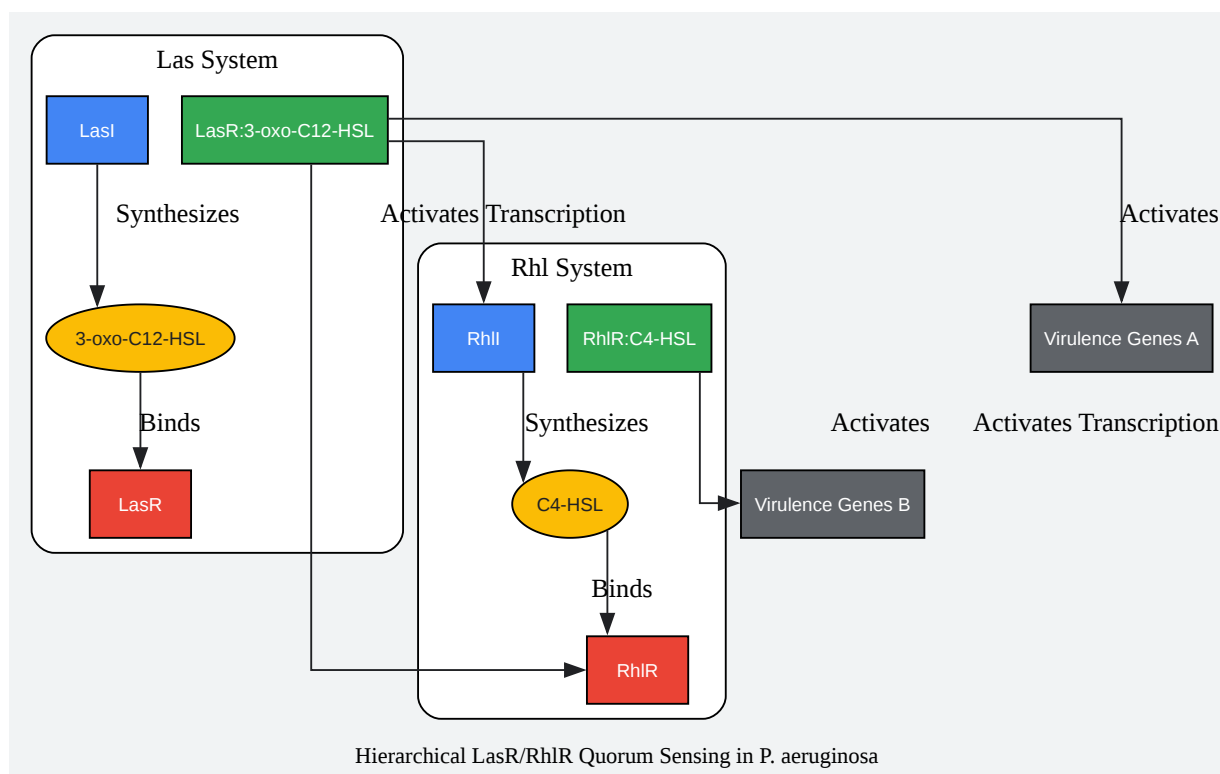 Las System
LasI
LasR:3-oxo-C12-HSL
Synthesizes
Activates Transcription
Activates
Rhl System
3-oxo-C12-HSL
RhlI
RhlR:C4-HSL
Virulence Genes A
Binds
Synthesizes
Activates
Activates Transcription
LasR
C4-HSL
Virulence Genes B
Binds
RhlR
Hierarchical LasR/RhlR Quorum Sensing in P. aeruginosa